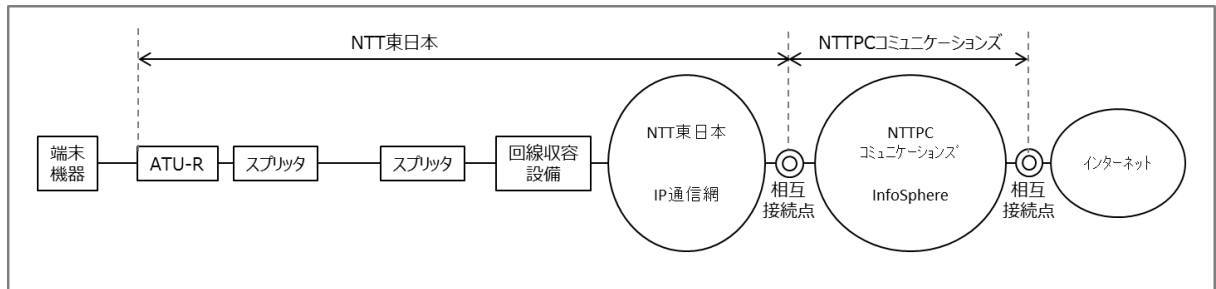 NTT東日本
NTTPCコミュニケーションズ
端末
機器
ATU-R
スプリッタ
スプリッタ
回線収容
設備
NTT東日本
IP通信網
相互
接続点
NTTPC
コミュニケーションズ
InfoSphere
相互
接続点
インターネット